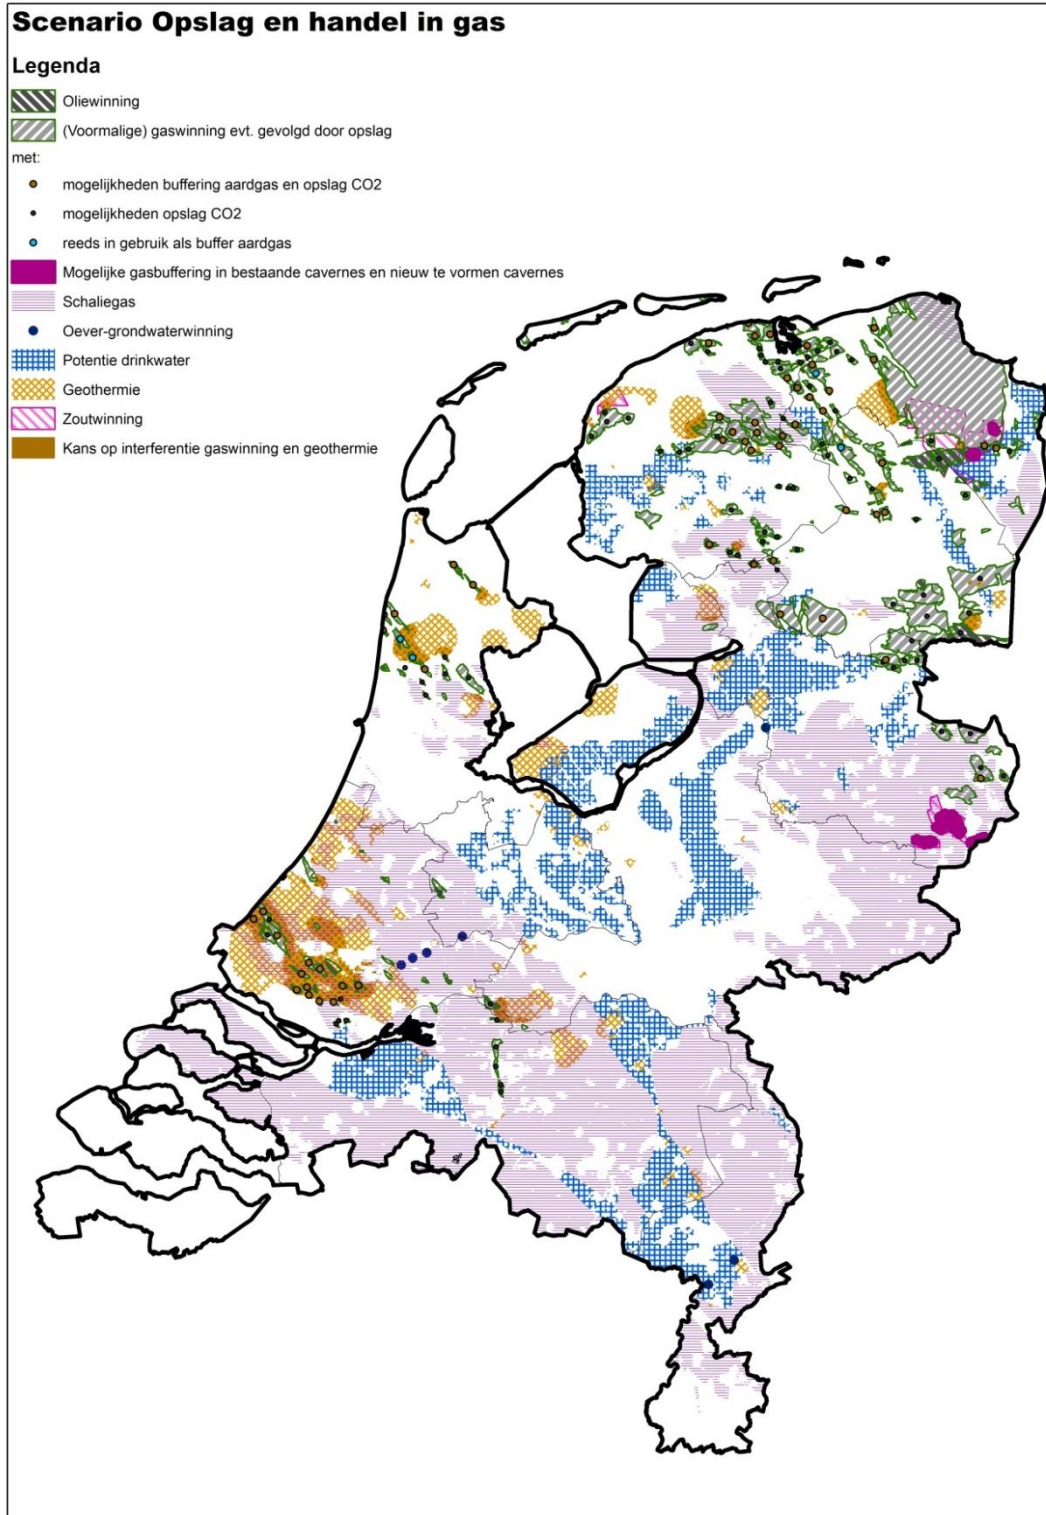 Scenario Opslag en handel in gas
Legenda
Oliewinning
(Voormalige) gaswinning evt. gevolgd door opslag
met:
mogelijkheden buffering aardgas en opslag CO2
mogelijkheden opslag CO2
reeds in gebruik als buffer aardgas
Mogelijke gasbuffering in bestaande cavernes en nieuw te vormen cavernes
Schaliegas
Oever-grondwaterwinning
Potentie drinkwater
Geothermie
Zoutwinning
Kans op interferentie gaswinning en geothermie